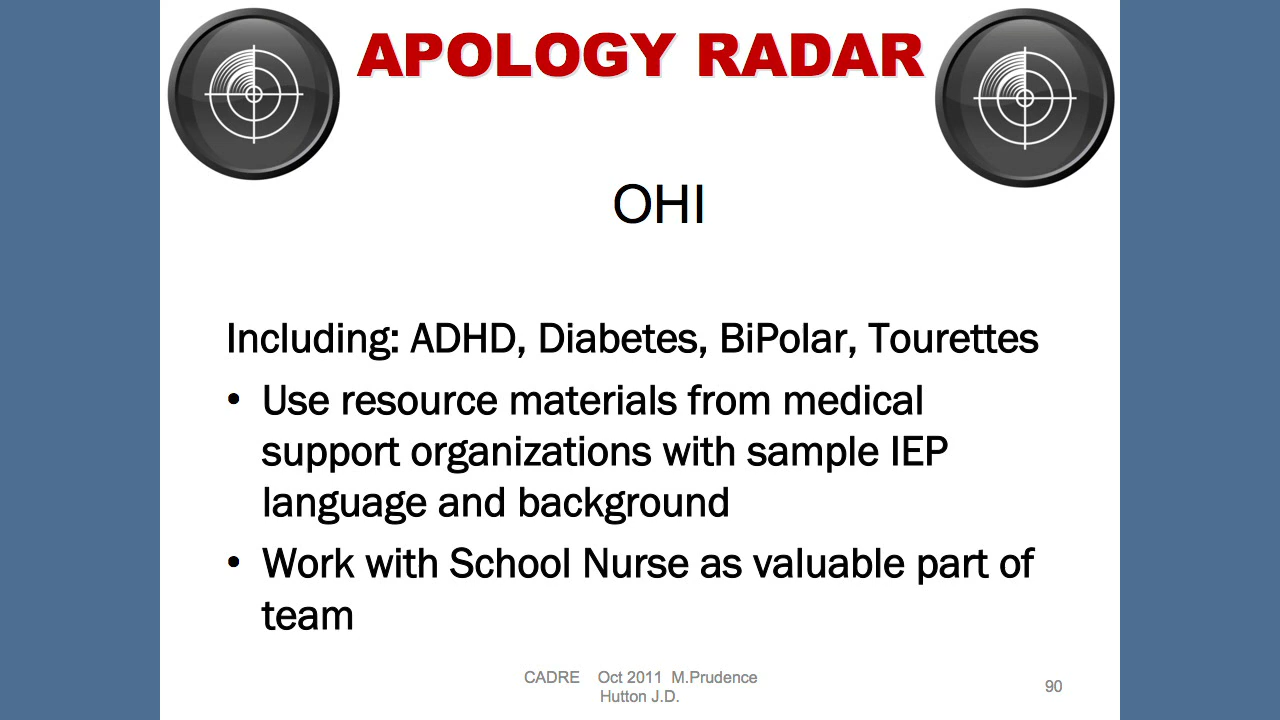 APOLOGY RADAR
OHI
Including: ADHD, Diabetes, BiPolar, Tourettes
• Use resource materials from medical
support organizations with sample IEP
language and background
• Work with School Nurse as valuable part of
team
CADRE Oct 2011 M.Prudence
Hutton J.D.
90